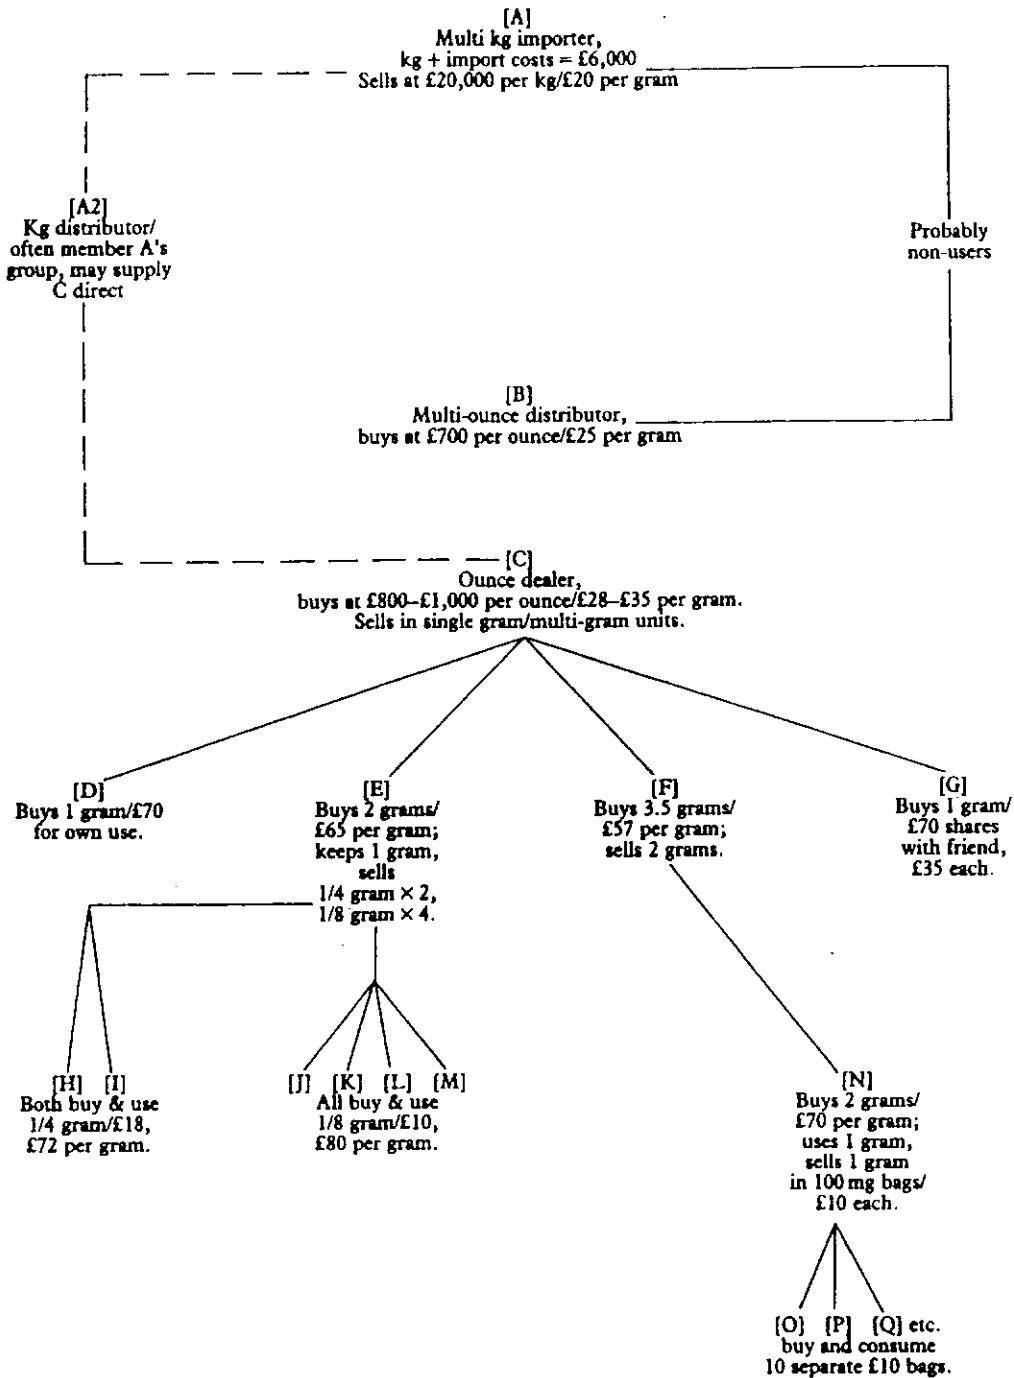 [A]
Multi kg importer,
kg + import costs = £6,000
Sells at £20,000 per kg/£20 per gram
[A2]
Kg distributor/
often member A's
group, may supply
C direct
Probably
non-users
[B]
Multi-ounce distributor,
buys at £700 per ounce/£25 per gram
[C]
Ounce dealer,
buys at £800–£1,000 per ounce/£28–£35 per gram.
Sells in single gram/multi-gram units.
[D]
Buys 1 gram/£70
for own use.
[E]
Buys 2 grams/
£65 per gram;
keeps 1 gram,
sells
1/4 gram × 2,
1/8 gram × 4.
[F]
Buys 3.5 grams/
£57 per gram;
sells 2 grams.
[G]
Buys 1 gram/
£70 shares
with friend,
£35 each.
[H] [I]
Both buy & use
1/4 gram/£18,
£72 per gram.
[J] [K] [L] [M]
All buy & use
1/8 gram/£10,
£80 per gram.
[N]
Buys 2 grams/
£70 per gram;
uses 1 gram,
sells 1 gram
in 100 mg bags/
£10 each.
[O] [P] [Q] etc.
buy and consume
10 separate £10 bags.